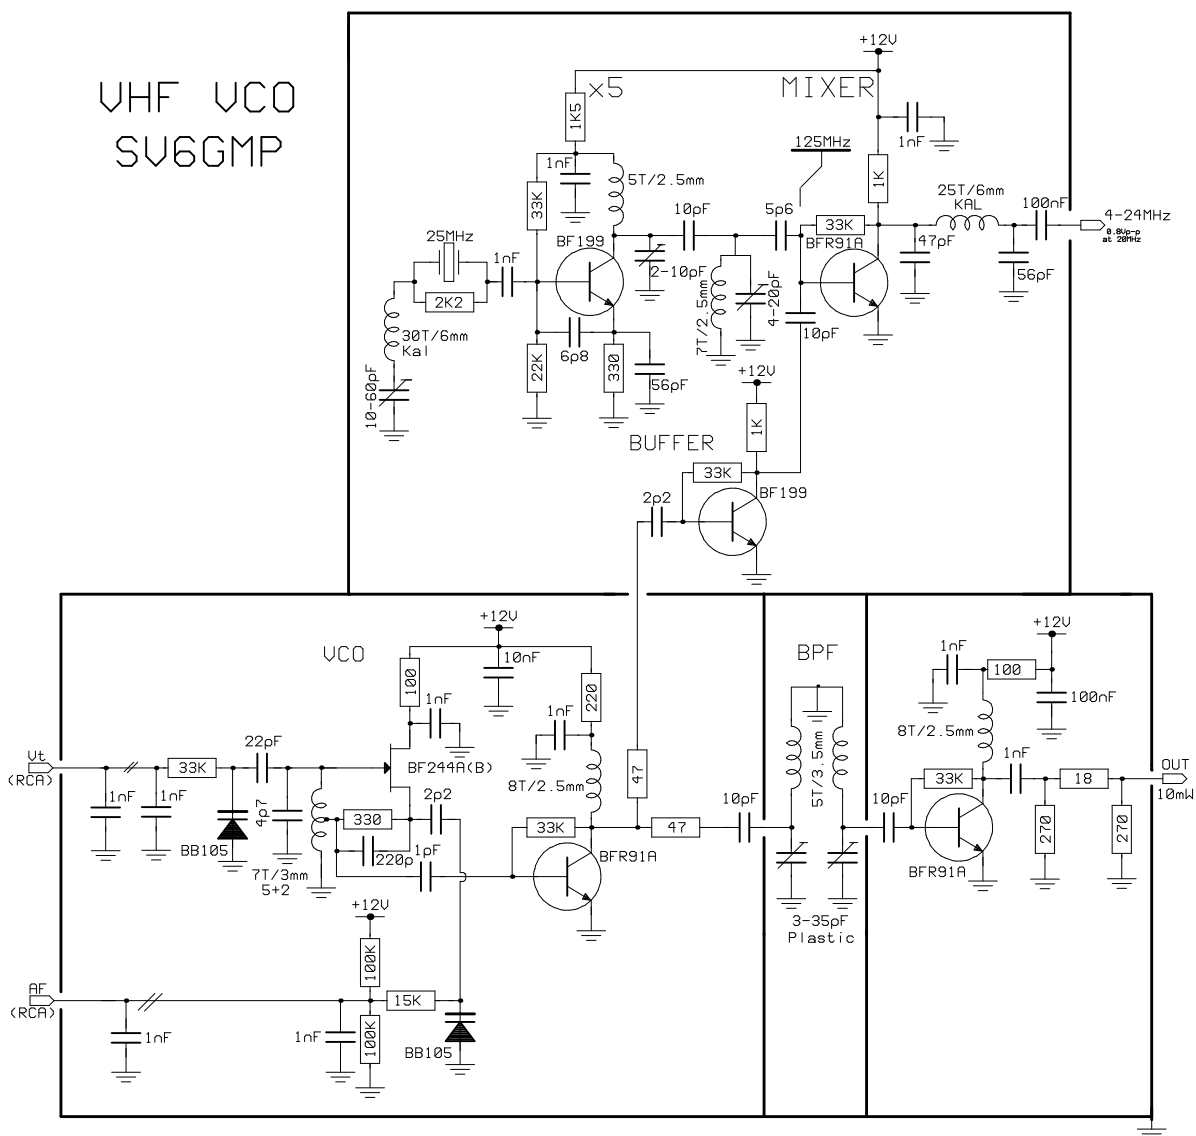 VHF VCO
SV6GMP
+12V
x5
MIXER
1K5
1nF
125MHz
1nF
33K
5T/2.5mm
1K
25T/6mm
KAL
100nF
10pF
5p6
33K
4-24MHz
0.8Vp-p
at 20MHz
25MHz
1nF
BF199
2-10pF
BFR91A
47pF
56pF
2K2
7T/2.5mm
4-20pF
30T/6mm
Kal
10pF
10-60pF
22K
6p8
330
56pF
+12V
1K
BUFFER
33K
2p2
BF199
+12V
VCO
10nF
100
1nF
220
1nF
BPF
+12V
1nF
100
100nF
Vt
(RCA)
22pF
33K
BF244A(B)
8T/2.5mm
47
5T/3.5mm
8T/2.5mm
1nF
OUT
10mW
1nF
1nF
4p7
330
2p2
33K
47
10pF
10pF
33K
18
270
270
BB105
220p
1pF
BFR91A
BFR91A
7T/3mm
5+2
3-35pF
Plastic
+12V
100K
AF
(RCA)
15K
1nF
1nF
100K
BB105